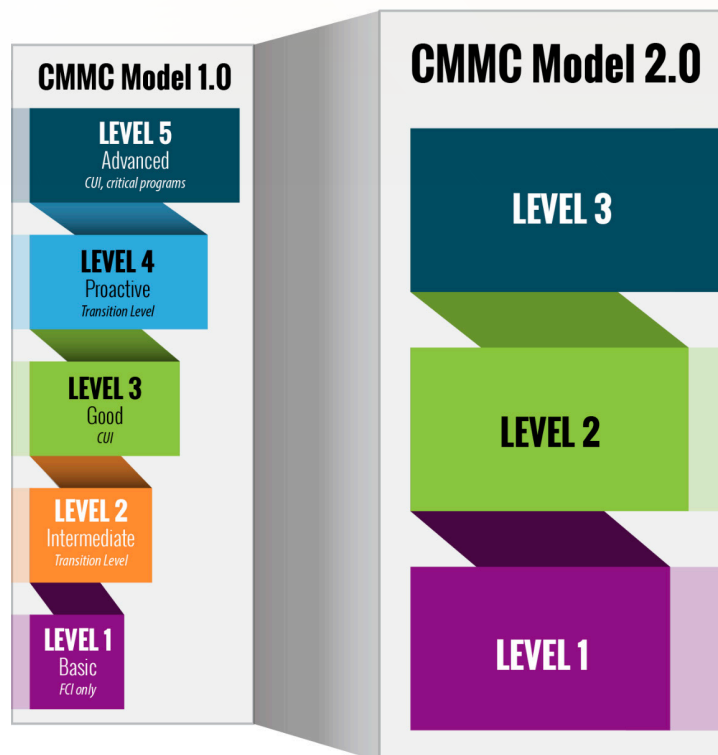 CMMC Model 1.0
LEVEL 5
Advanced
CUI, critical programs
LEVEL 4
Proactive
Transition Level
LEVEL 3
Good
CUI
LEVEL 2
Intermediate
Transition Level
LEVEL 1
Basic
FCI only
CMMC Model 2.0
LEVEL 3
LEVEL 2
LEVEL 1